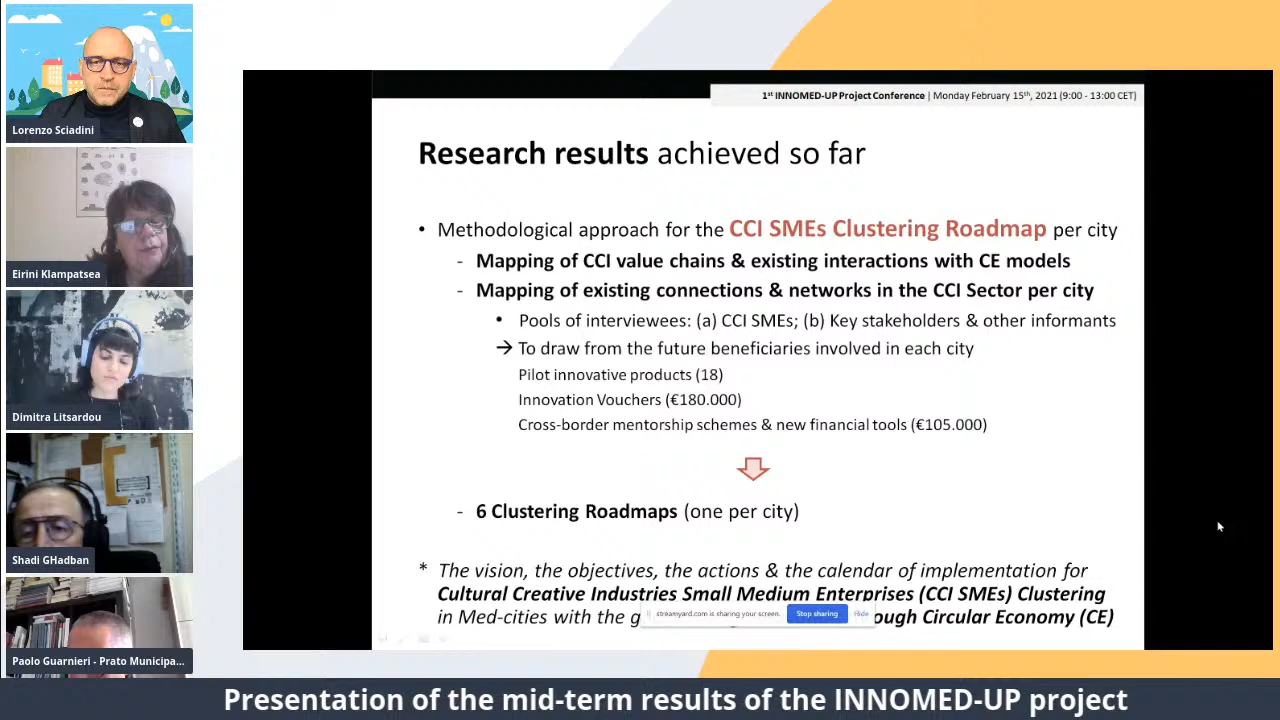 Lorenzo Sciadini
Eirini Klampatsea
Dimitra Litsardou
Shadi GHadban
Paolo Guarnieri - Prato Municipa...
1st INNOMED-UP Project Conference | Monday February 15th, 2021 (9:00 - 13:00 CET)
Research results achieved so far
• Methodological approach for the CCI SMEs Clustering Roadmap per city
- Mapping of CCI value chains & existing interactions with CE models
- Mapping of existing connections & networks in the CCI Sector per city
• Pools of interviewees: (a) CCI SMEs; (b) Key stakeholders & other informants
→ To draw from the future beneficiaries involved in each city
Pilot innovative products (18)
Innovation Vouchers (€180.000)
Cross-border mentorship schemes & new financial tools (€105.000)
- 6 Clustering Roadmaps (one per city)
* The vision, the objectives, the actions & the calendar of implementation for
Cultural Creative Industries Small Medium Enterprises (CCI SMEs) Clustering
in Med-cities with the Circular Economy (CE)
streamyard.com is sharing your screen. Stop sharing Hide
Presentation of the mid-term results of the INNOMED-UP project